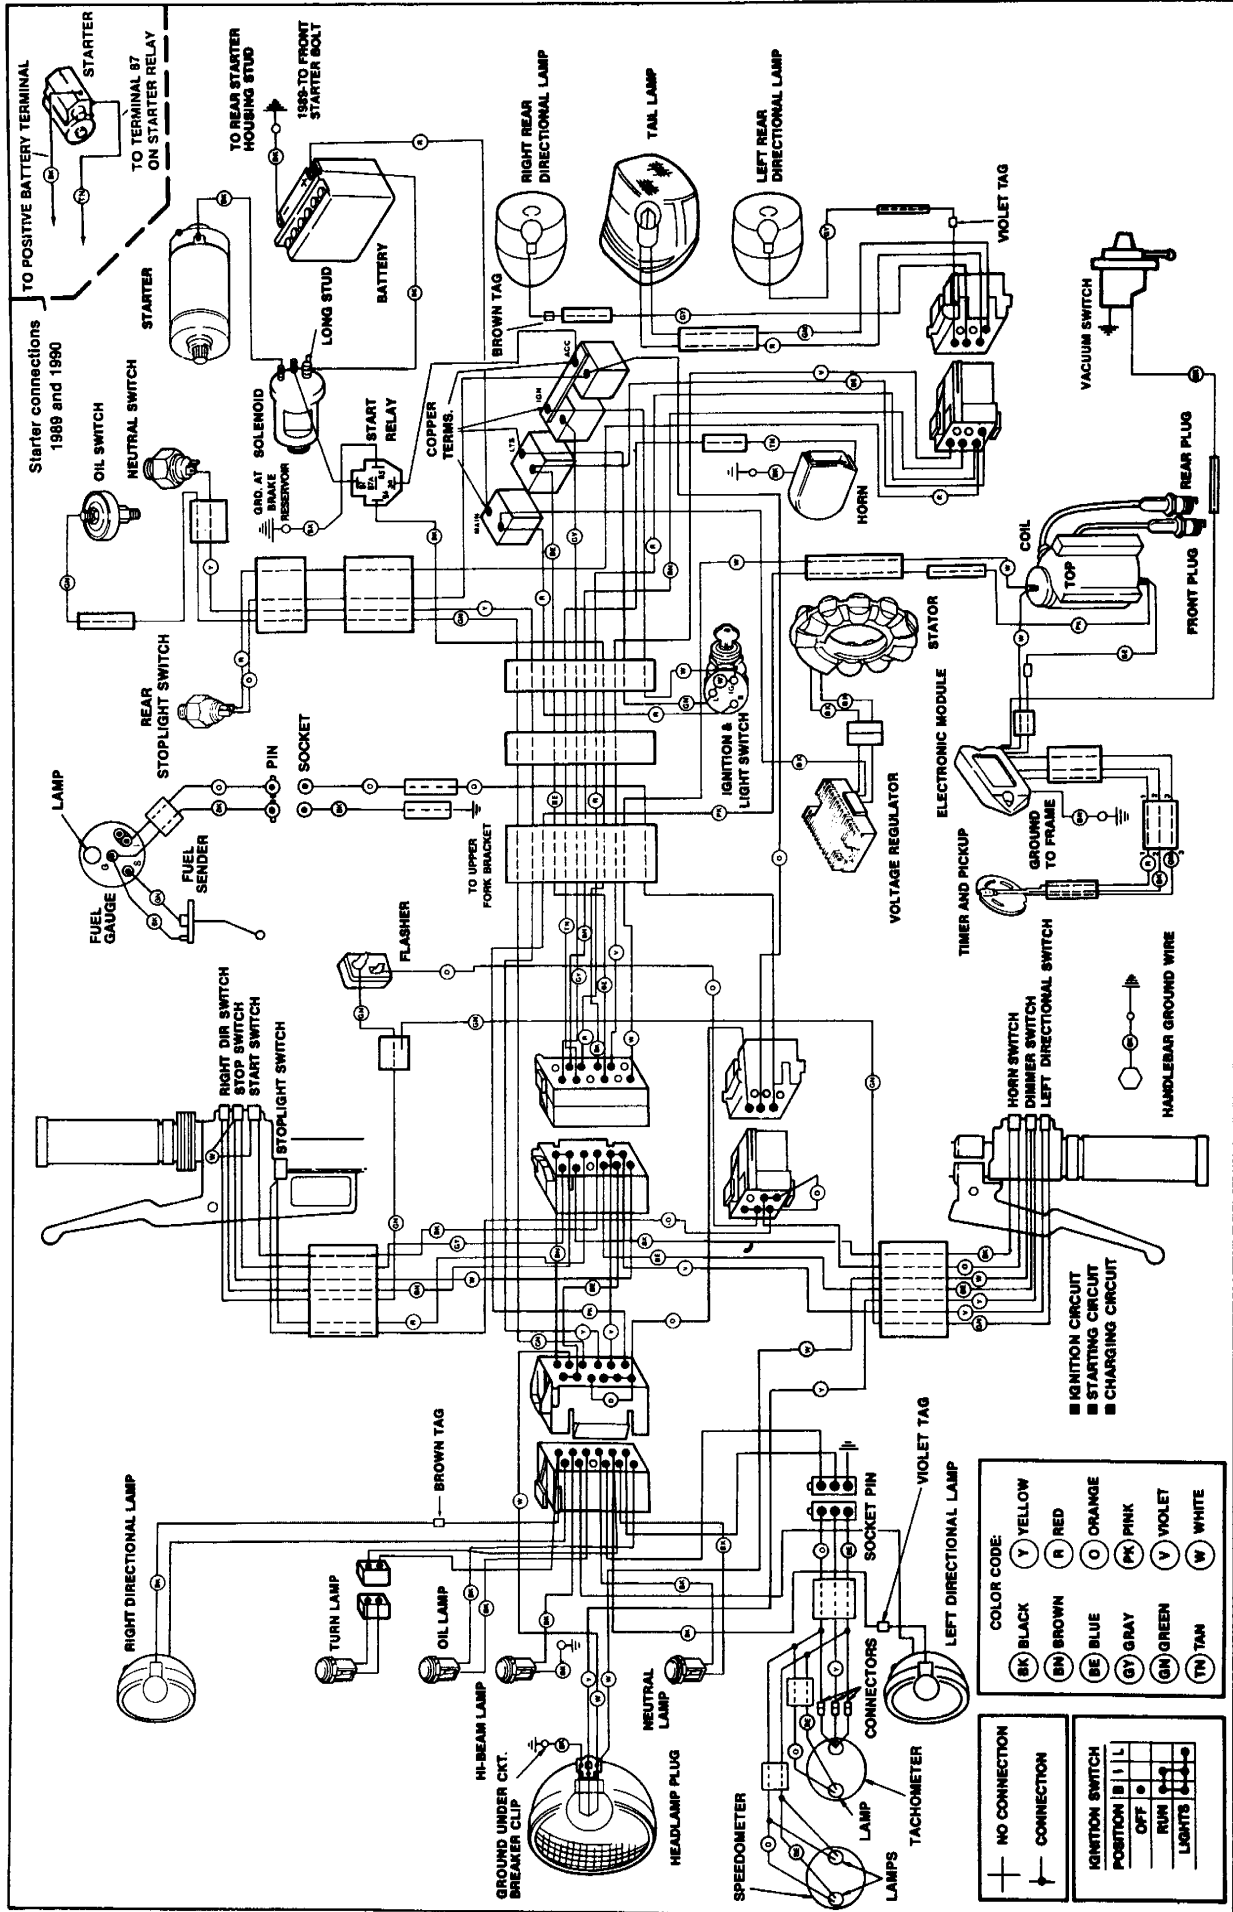 TO POSITIVE BATTERY TERMINAL
STARTER
TO TERMINAL 87
ON STARTER RELAY
Starter connections
1989 and 1990
STARTER
TO REAR STARTER
HOUSING STUD
1989-TO FRONT
STARTER BOLT
BATTERY
LONG STUD
SOLENOID
OIL SWITCH
NEUTRAL SWITCH
GRD. AT
BRAKE
RESERVOIR
START
RELAY
COPPER
TERMS.
MAIN
LTS
IGN
ACC
BROWN TAG
RIGHT REAR
DIRECTIONAL LAMP
TAIL LAMP
LEFT REAR
DIRECTIONAL LAMP
VIOLET TAG
VACUUM SWITCH
HORN
REAR PLUG
FRONT PLUG
COIL
TOP
STATOR
IGNITION &
LIGHT SWITCH
VOLTAGE REGULATOR
ELECTRONIC MODULE
GROUND
TO FRAME
TIMER AND PICKUP
REAR
STOPLIGHT SWITCH
PIN
SOCKET
LAMP
FUEL
GAUGE
FUEL
SENDER
TO UPPER
FORK BRACKET
FLASHER
RIGHT DIR SWITCH
STOP SWITCH
START SWITCH
STOPLIGHT SWITCH
HORN SWITCH
DIMMER SWITCH
LEFT DIRECTIONAL SWITCH
HANDLEBAR GROUND WIRE
IGNITION CIRCUIT
STARTING CIRCUIT
CHARGING CIRCUIT
RIGHT DIRECTIONAL LAMP
BROWN TAG
TURN LAMP
OIL LAMP
HI-BEAM LAMP
NEUTRAL
LAMP
GROUND UNDER CKT.
BREAKER CLIP
HEADLAMP PLUG
SPEEDOMETER
LAMPS
LAMP
TACHOMETER
CONNECTORS
SOCKET PIN
VIOLET TAG
LEFT DIRECTIONAL LAMP
COLOR CODE:
BK BLACK Y YELLOW
BN BROWN R RED
BE BLUE O ORANGE
GY GRAY PK PINK
GN GREEN V VIOLET
TN TAN W WHITE
NO CONNECTION
CONNECTION
IGNITION SWITCH
POSITION B I L
OFF
RUN
LIGHTS